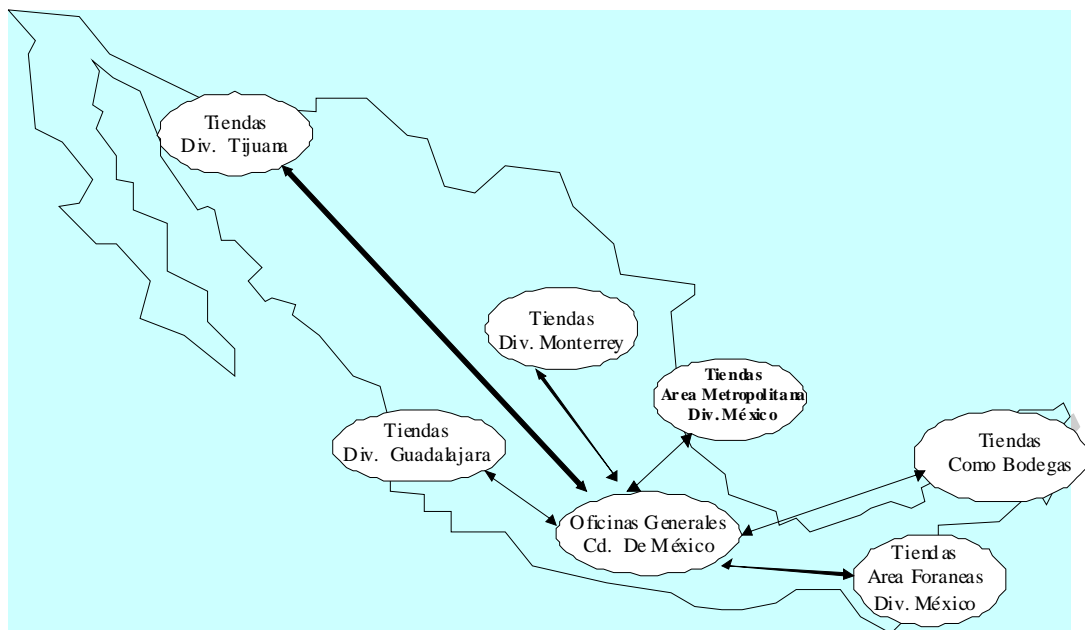 Tiendas
Div. Tijuana
Tiendas
Div. Monterrey
Tiendas
Area Metropolitana
Div. México
Tiendas
Div. Guadalajara
Tiendas
Como Bodegas
Oficinas Generales
Cd. De México
Tiendas
Area Foraneas
Div. México